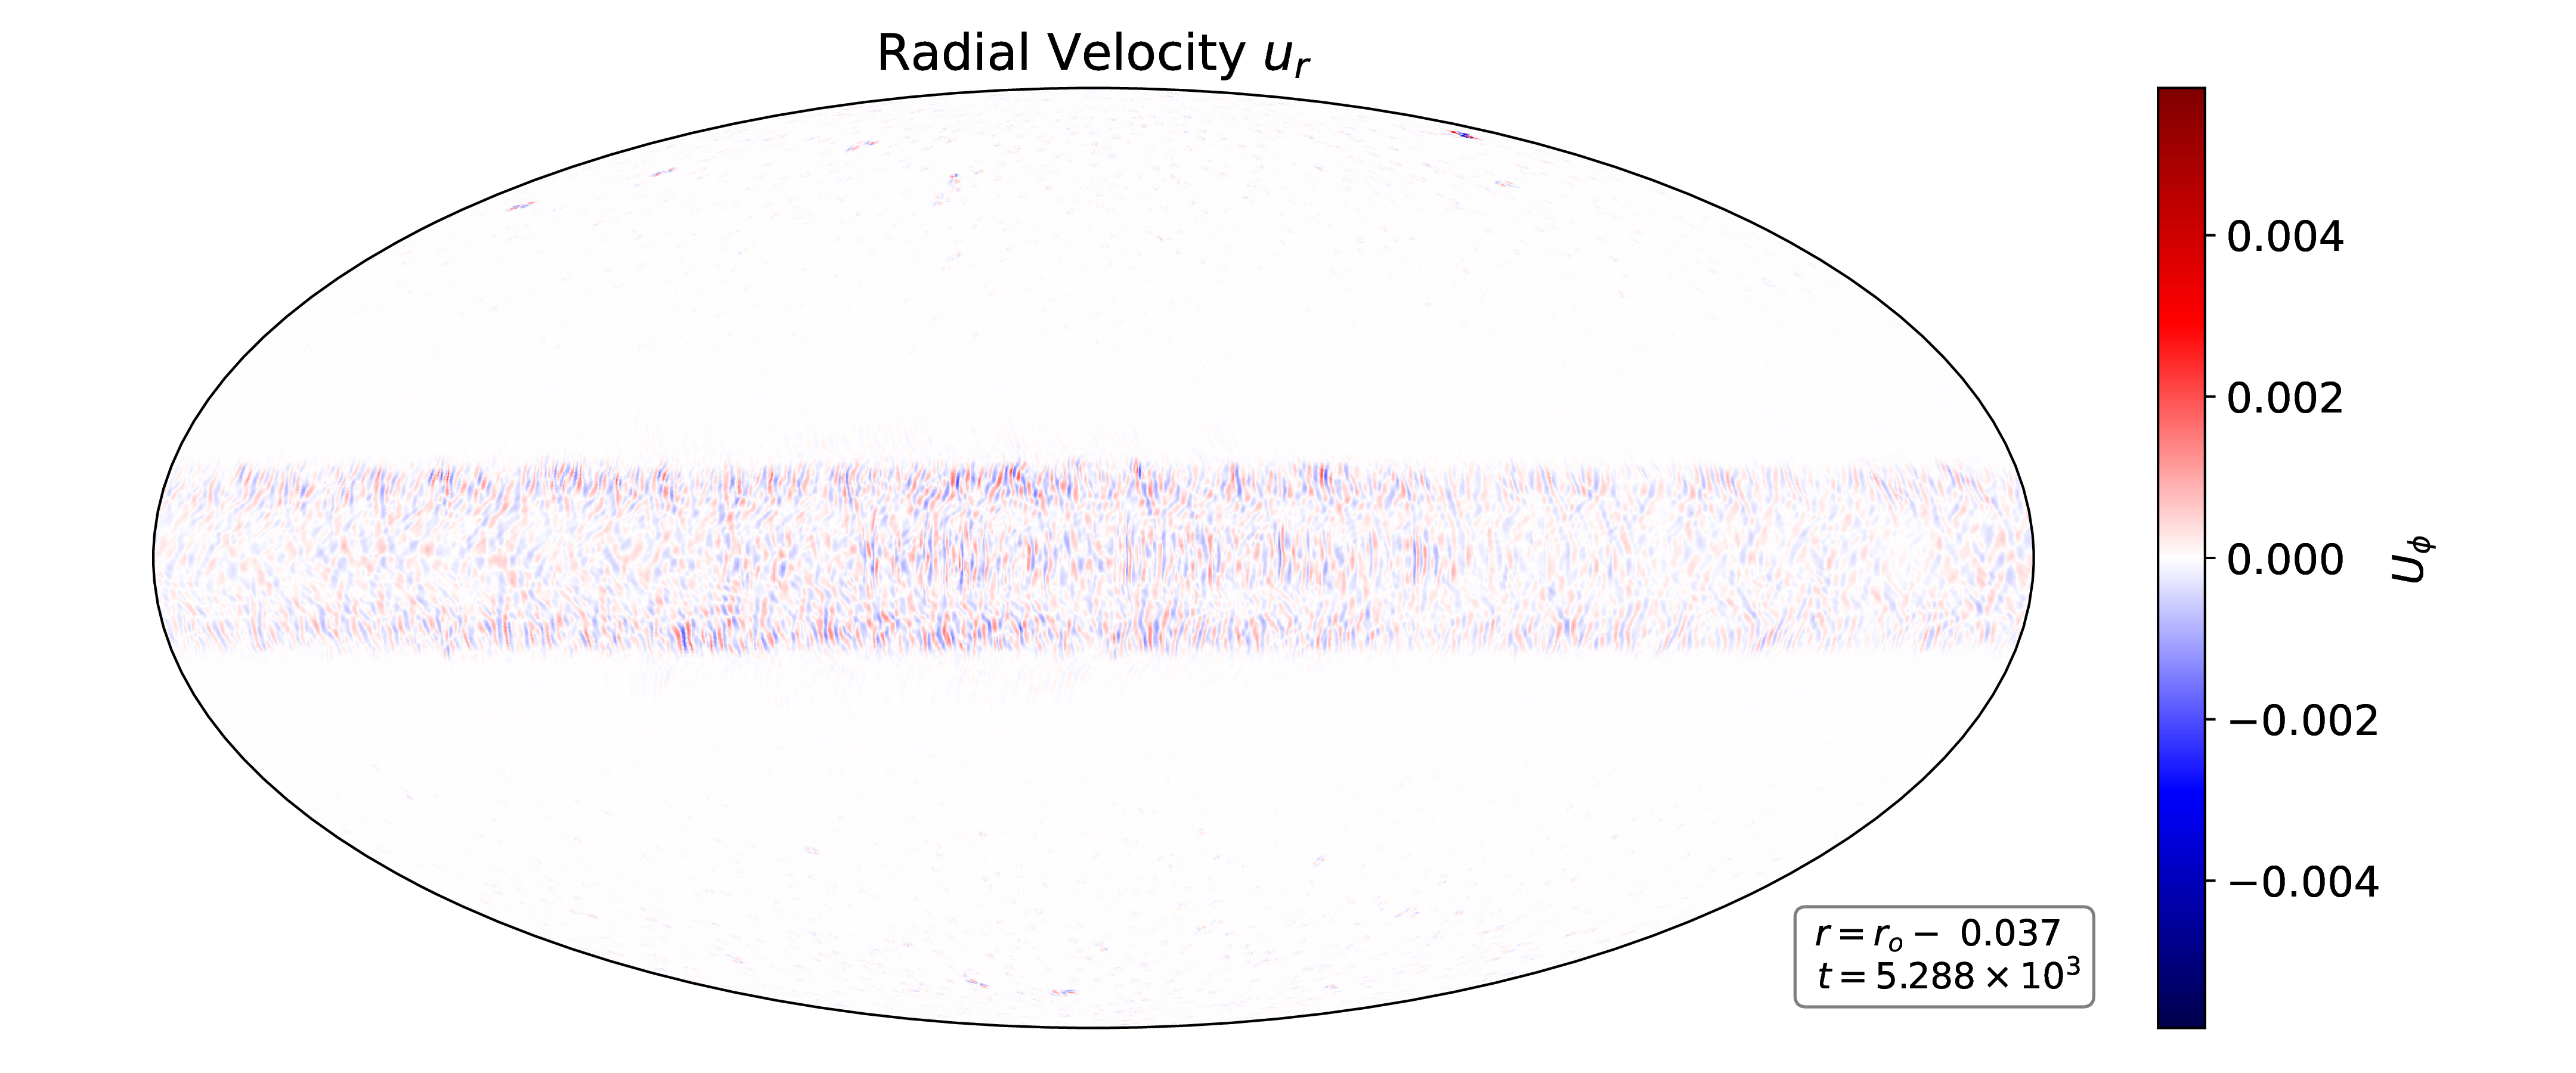 Radial Velocity $u_r$
0.004
0.002
0.000
−0.002
−0.004
$U_\phi$
$r = r_o -$ 0.037
$t = 5.288 \times 10^3$